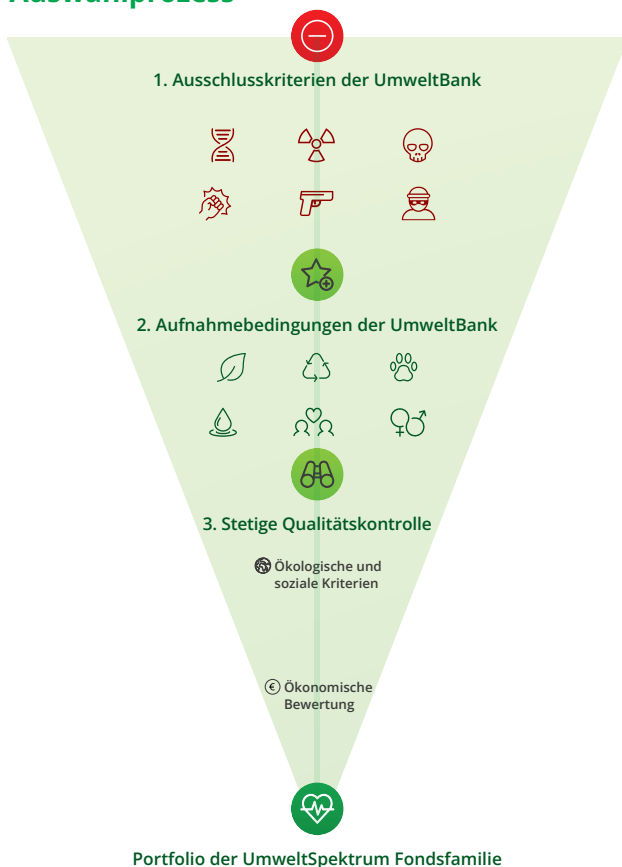 Auswahlprozess
1. Ausschlusskriterien der UmweltBank
2. Aufnahmebedingungen der UmweltBank
3. Stetige Qualitätskontrolle
Ökologische und
soziale Kriterien
€ Ökonomische
Bewertung
Portfolio der UmweltSpektrum Fondsfamilie